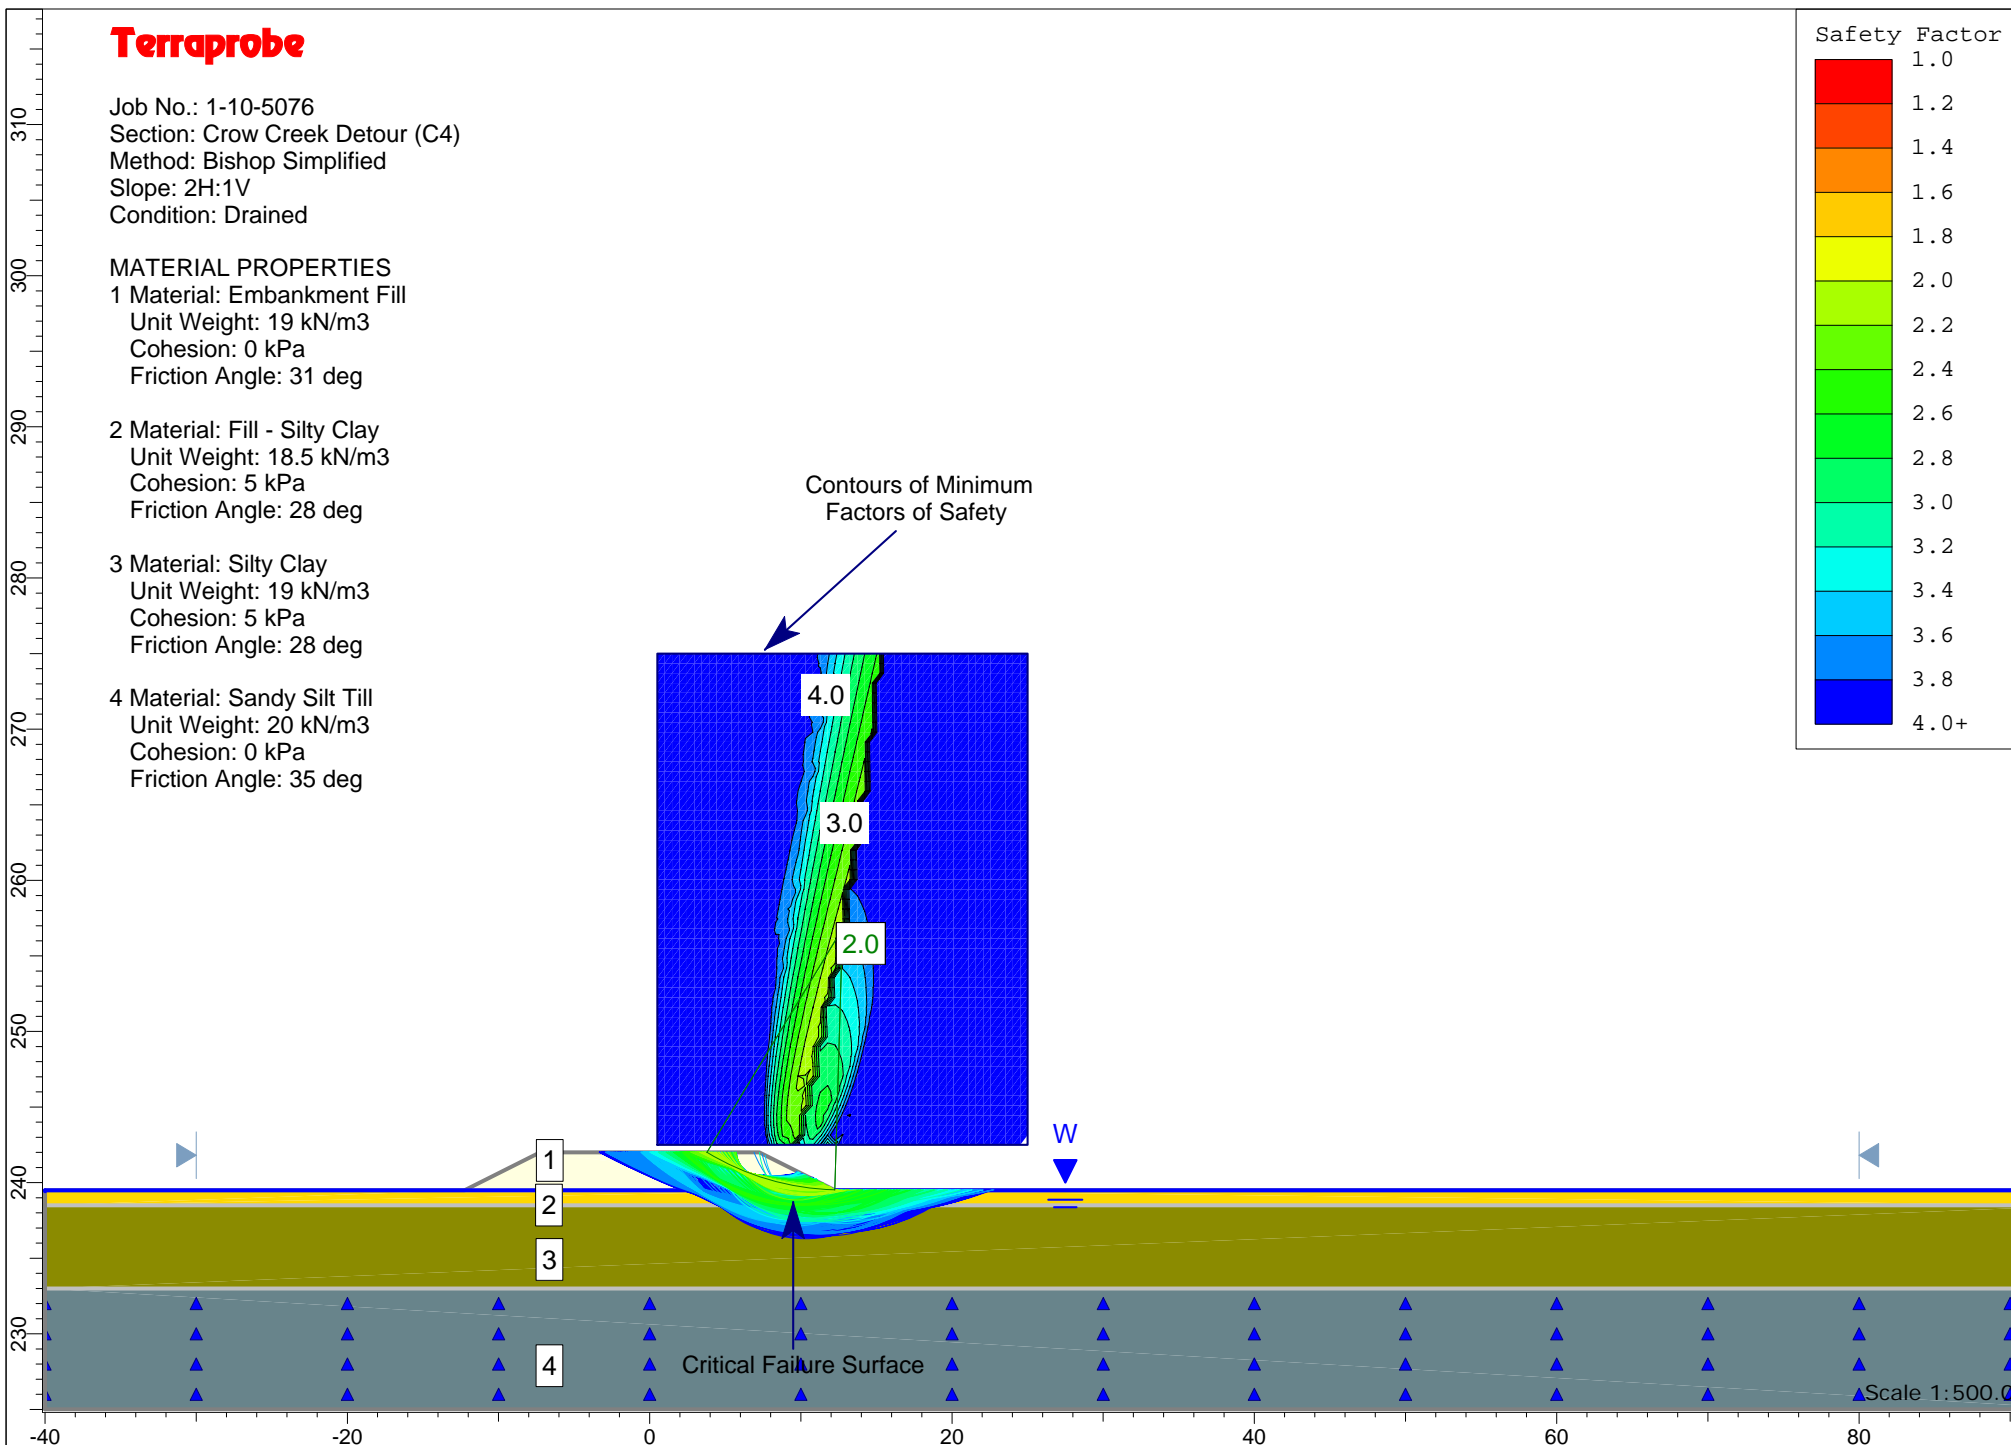 Terraprobe
Job No.: 1-10-5076
Section: Crow Creek Detour (C4)
Method: Bishop Simplified
Slope: 2H:1V
Condition: Drained
MATERIAL PROPERTIES
1 Material: Embankment Fill
Unit Weight: 19 kN/m3
Cohesion: 0 kPa
Friction Angle: 31 deg
2 Material: Fill - Silty Clay
Unit Weight: 18.5 kN/m3
Cohesion: 5 kPa
Friction Angle: 28 deg
3 Material: Silty Clay
Unit Weight: 19 kN/m3
Cohesion: 5 kPa
Friction Angle: 28 deg
4 Material: Sandy Silt Till
Unit Weight: 20 kN/m3
Cohesion: 0 kPa
Friction Angle: 35 deg
Safety Factor
1.0
1.2
1.4
1.6
1.8
2.0
2.2
2.4
2.6
2.8
3.0
3.2
3.4
3.6
3.8
4.0+
Contours of Minimum
Factors of Safety
4.0
3.0
2.0
W
1
2
3
4
Critical Failure Surface
Scale 1:500.0
310
300
290
280
270
260
250
240
230
-40
-20
0
20
40
60
80